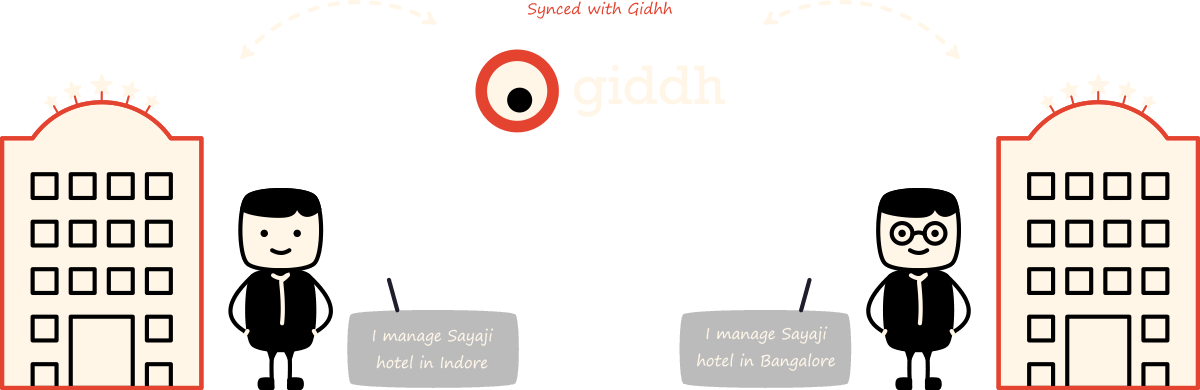 Synced with Gidhh
giddh
I manage Sayaji
hotel in Indore
I manage Sayaji
hotel in Bangalore